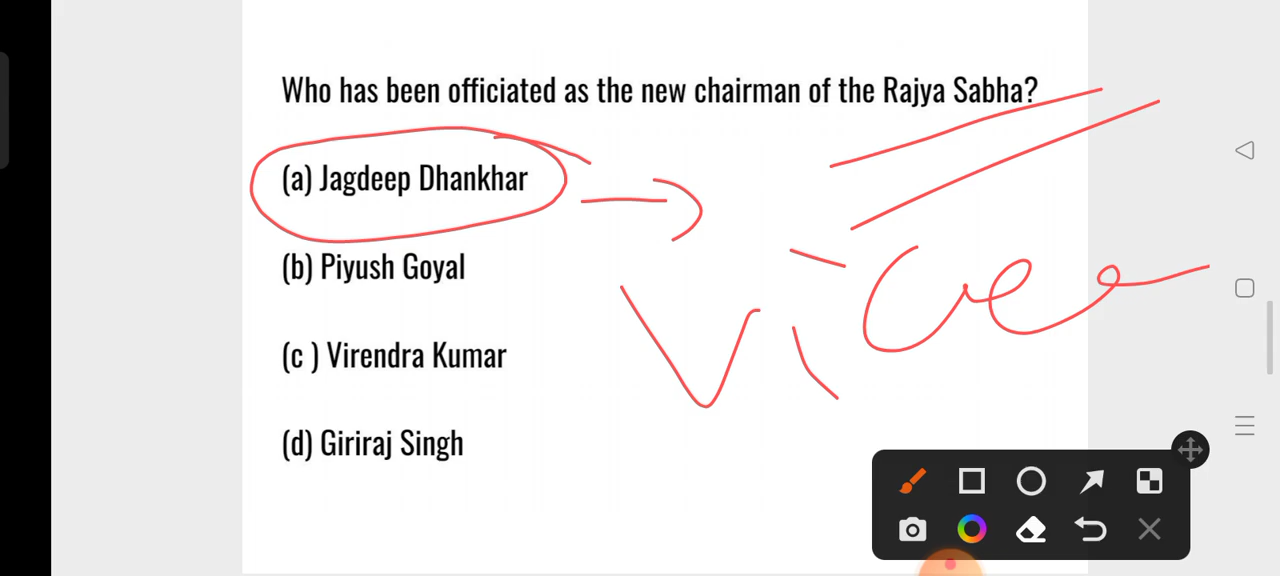 Who has been officiated as the new chairman of the Rajya Sabha?
(a) Jagdeep Dhankhar
(b) Piyush Goyal
(c ) Virendra Kumar
(d) Giriraj Singh
Vice